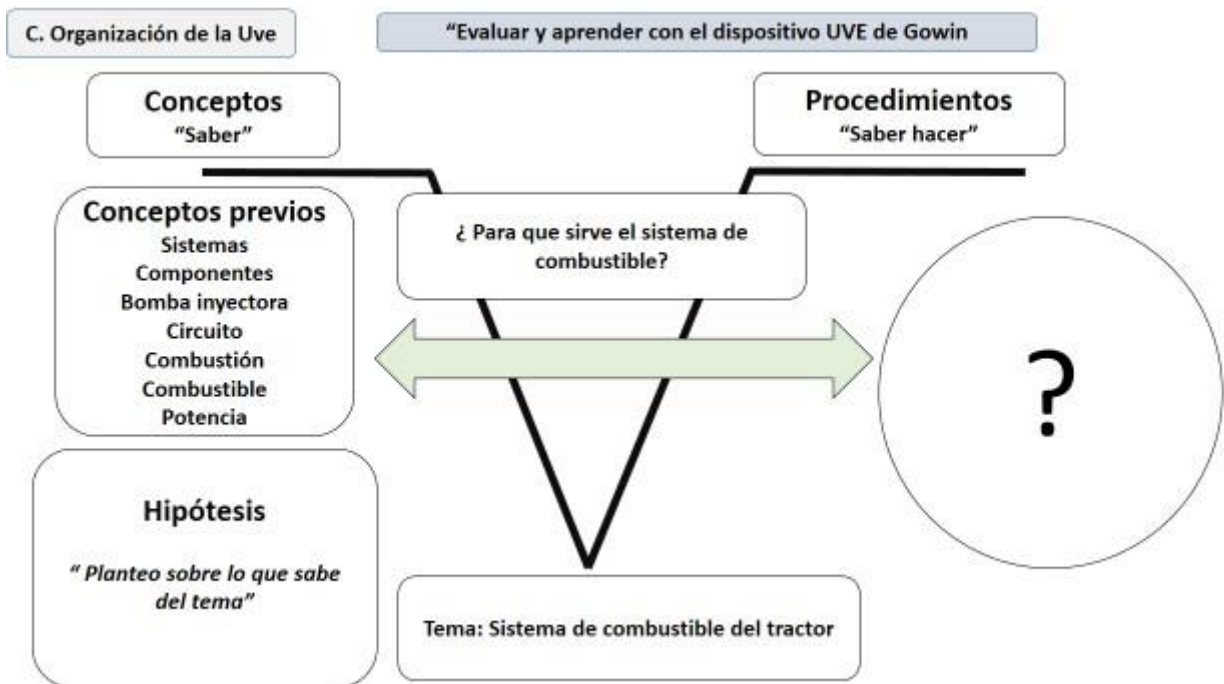 C. Organización de la Uve
“Evaluar y aprender con el dispositivo UVE de Gowin
Conceptos
“Saber”
Procedimientos
“Saber hacer”
Conceptos previos
Sistemas
Componentes
Bomba inyectora
Circuito
Combustión
Combustible
Potencia
¿ Para que sirve el sistema de
combustible?
?
Hipótesis
“ Planteo sobre lo que sabe
del tema”
Tema: Sistema de combustible del tractor